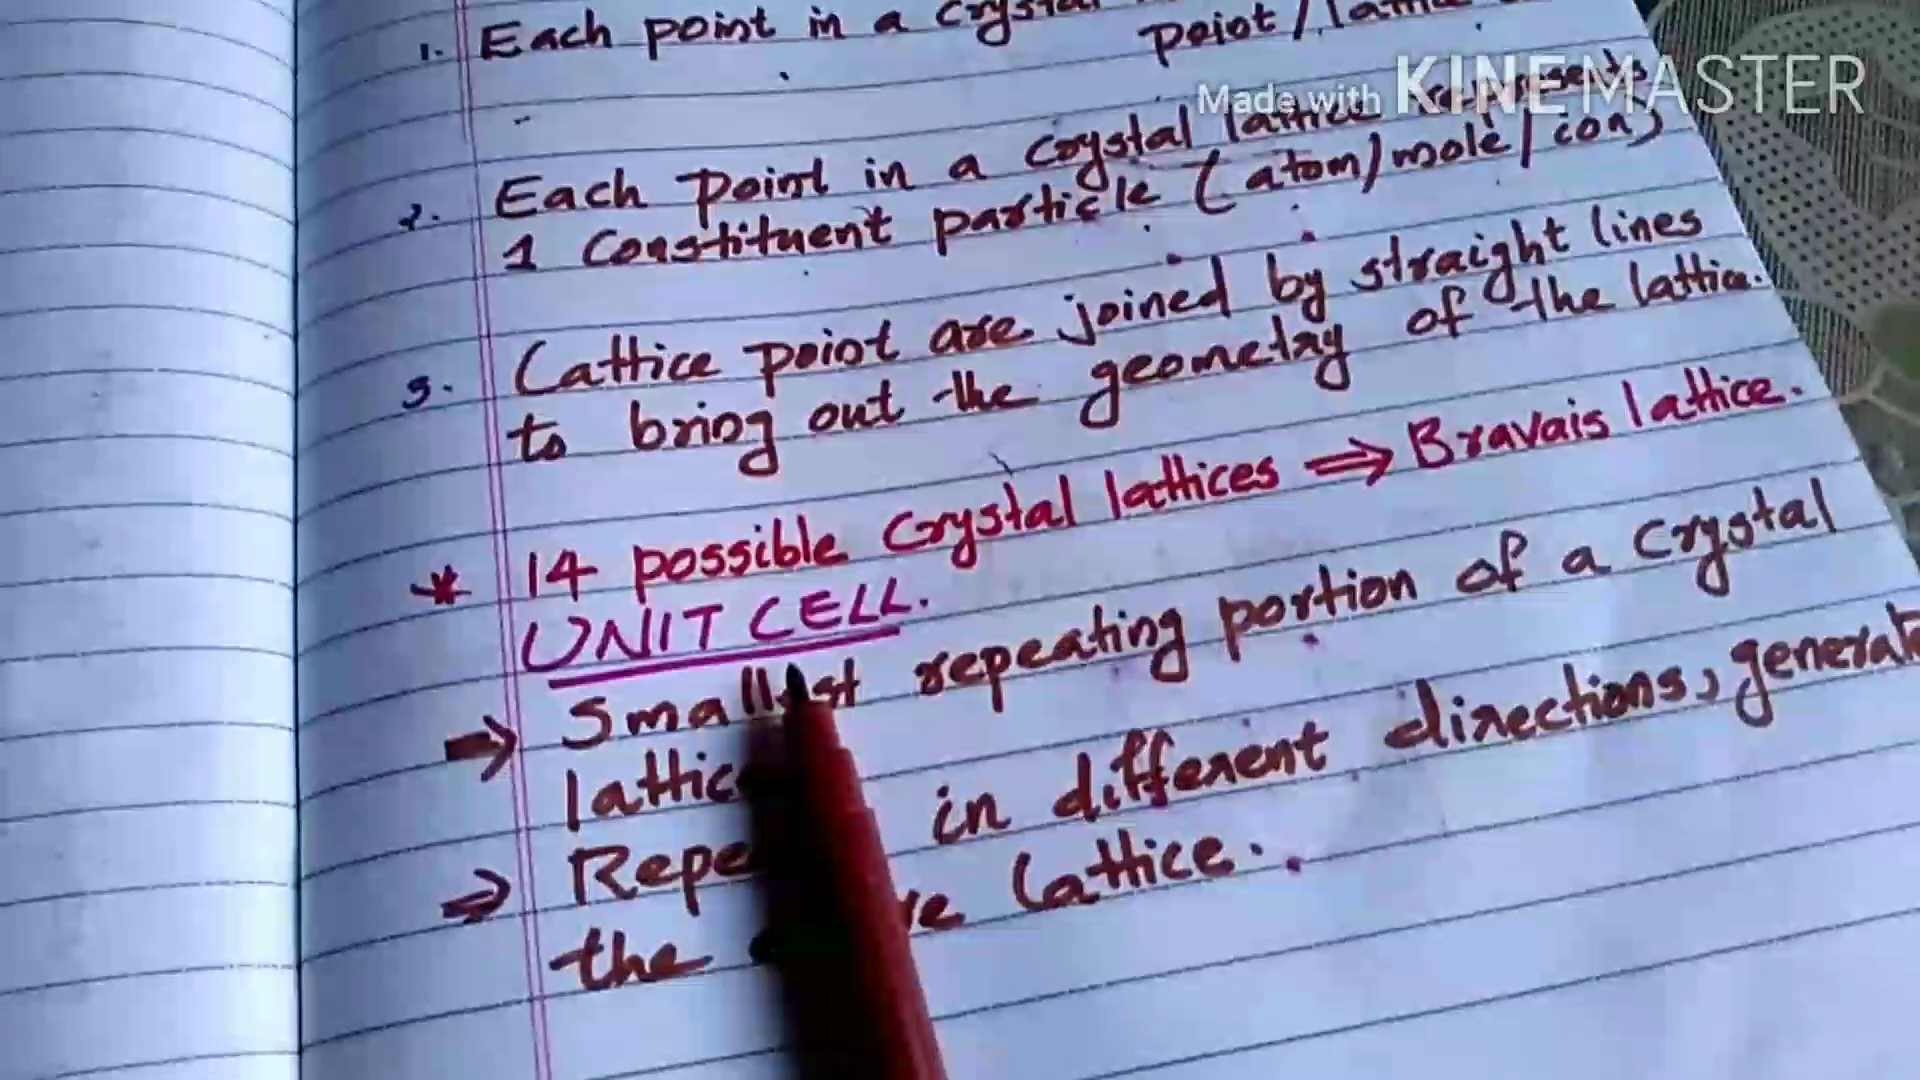 1. Each point in a crystal
point / lattice
Made with KINEMASTER
2. Each point in a crystal lattice represents
1 constituent particle (atom/mole/ion)
3. Lattice point are joined by straight lines
to bring out the geometry of the lattice.
* 14 possible crystal lattices ⇒ Bravais lattice.
UNIT CELL.
⇒ Smallest repeating portion of a crystal
lattice
⇒ in different directions, generate
the lattice.